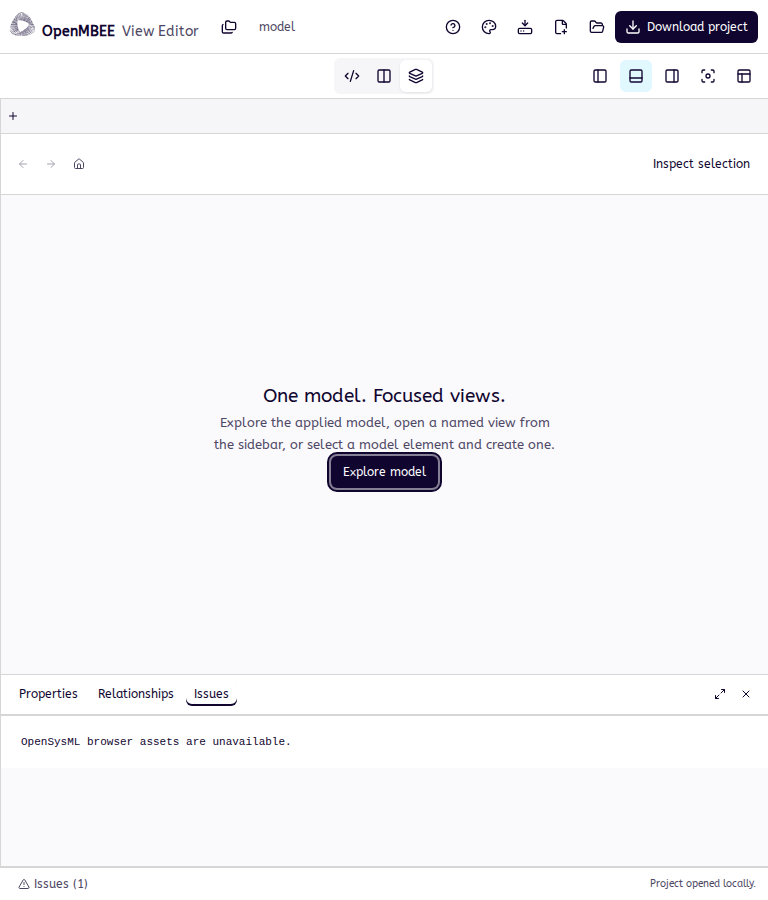 OpenMBEE View Editor
model
Download project
Inspect selection
One model. Focused views.
Explore the applied model, open a named view from
the sidebar, or select a model element and create one.
Explore model
Properties
Relationships
Issues
OpenSysML browser assets are unavailable.
Issues (1)
Project opened locally.